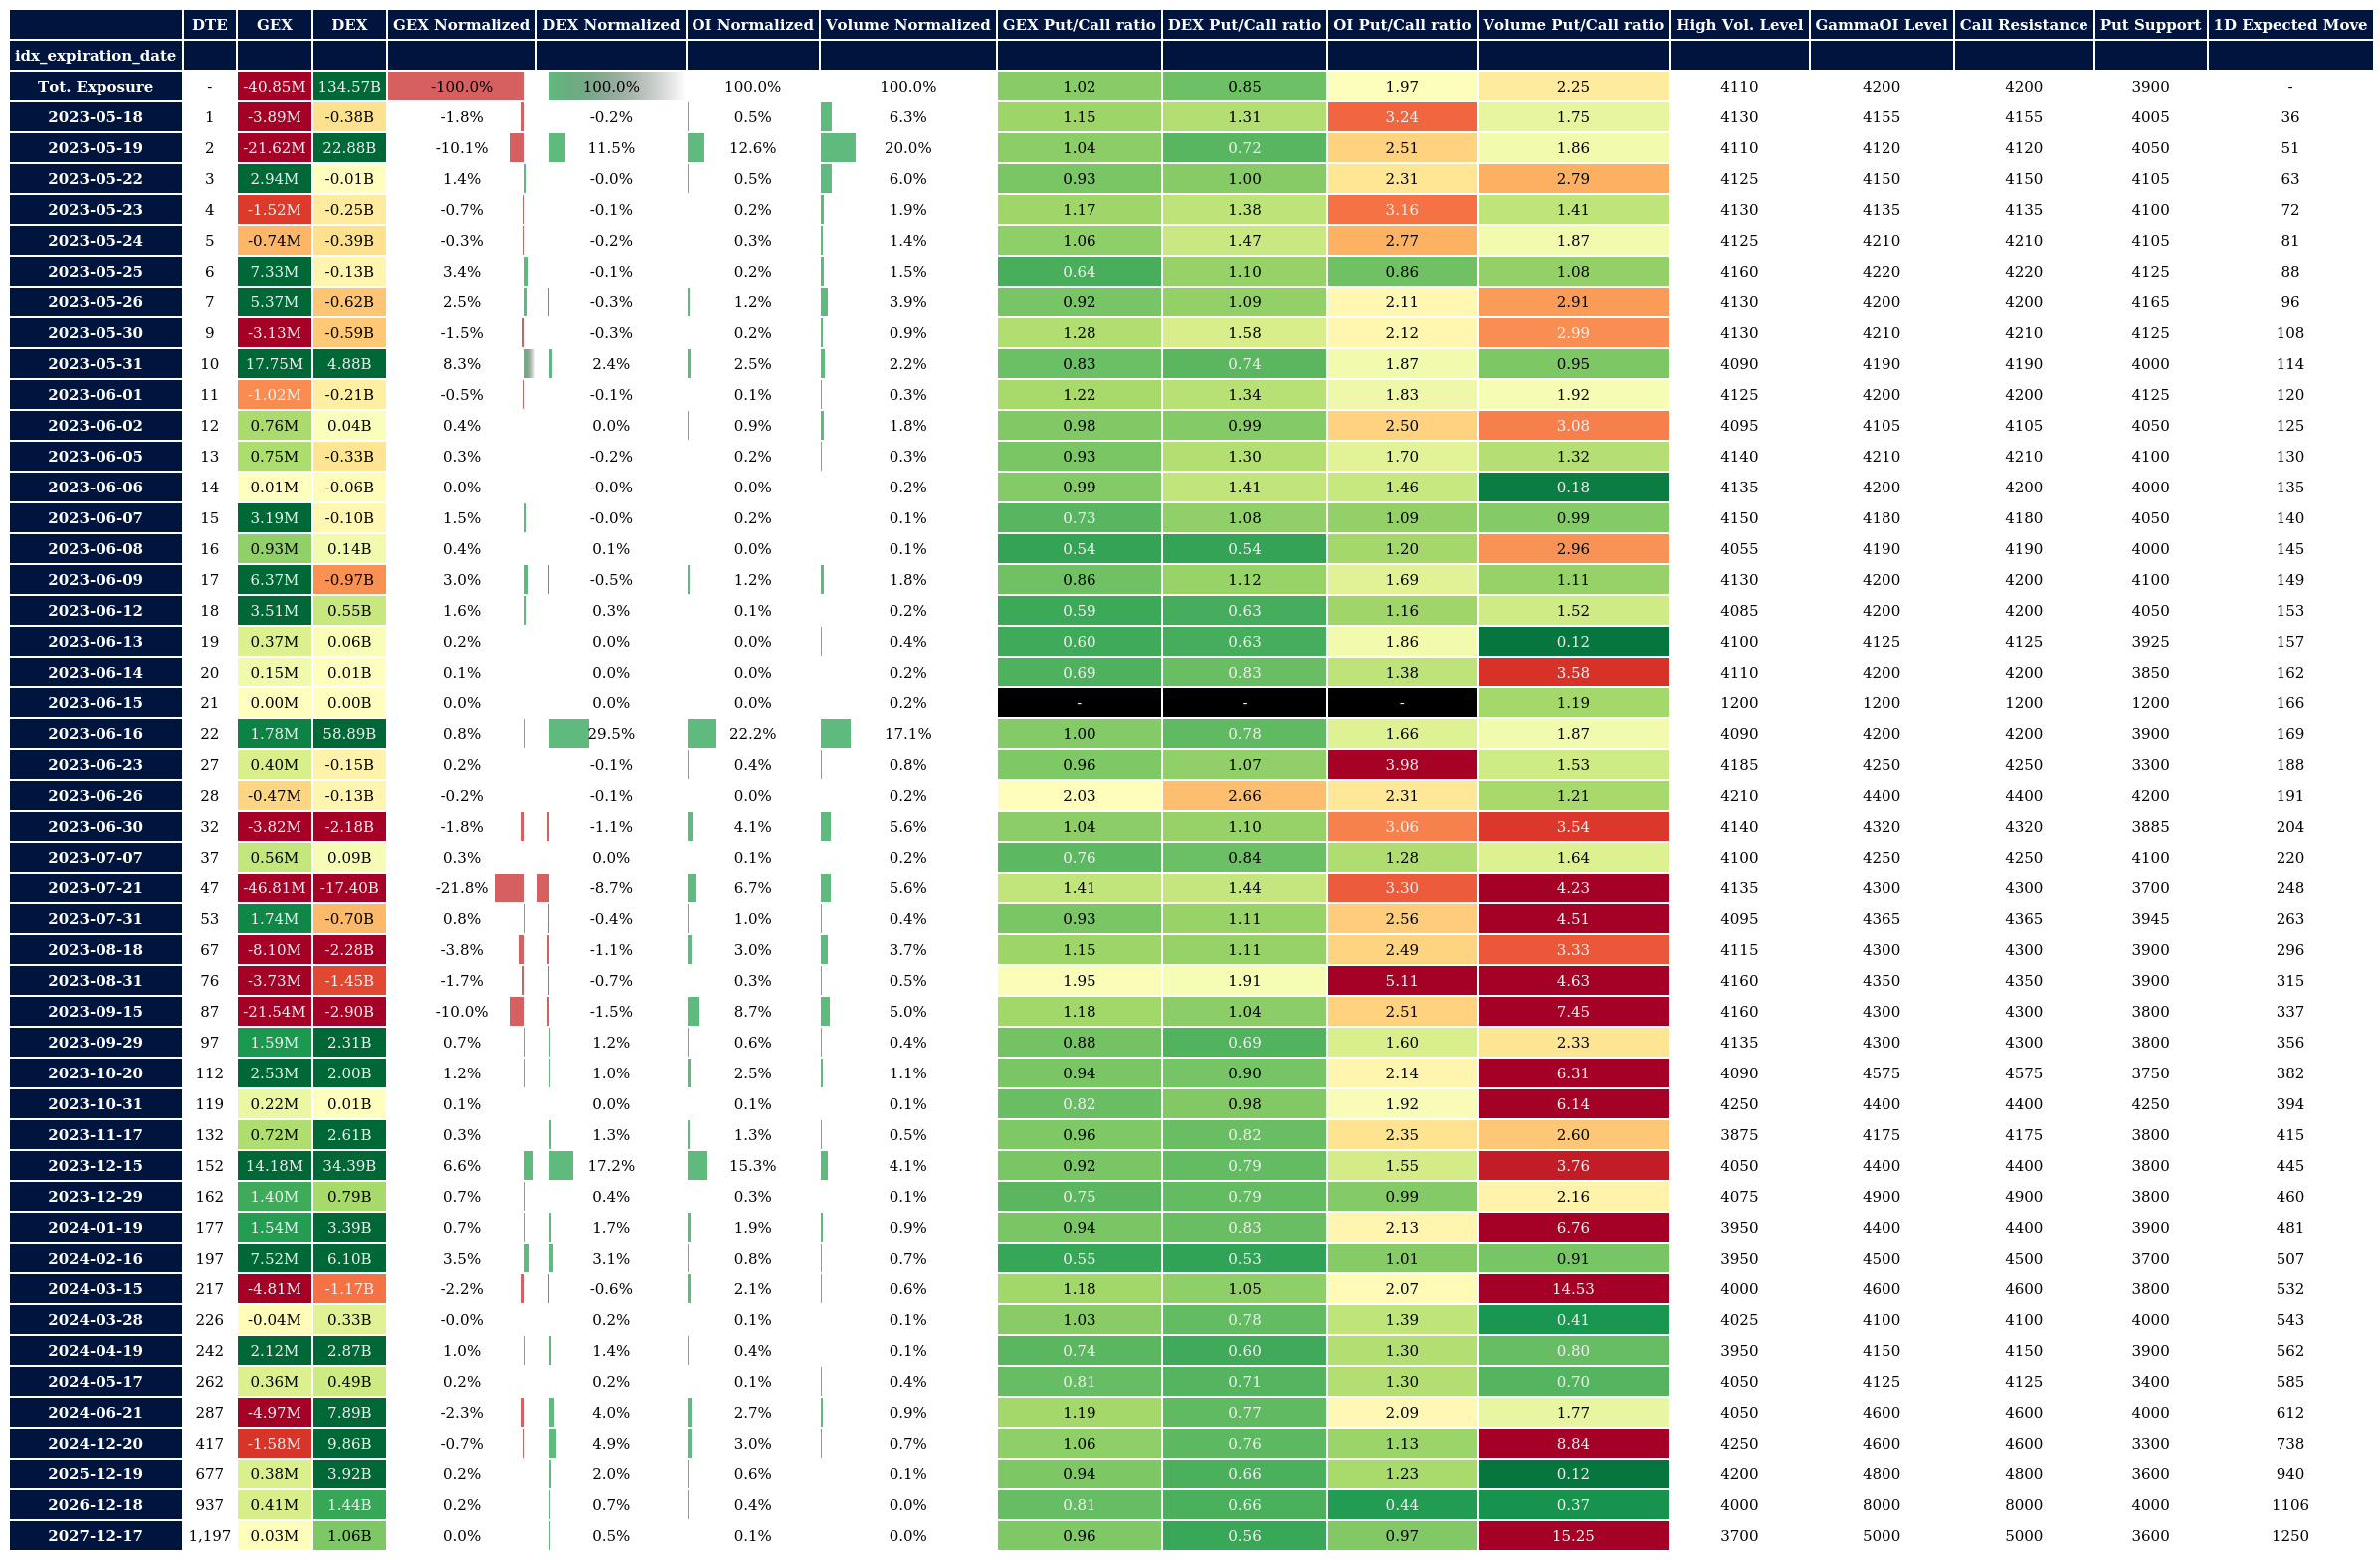 DTE GEX DEX GEX Normalized DEX Normalized OI Normalized Volume Normalized GEX Put/Call ratio DEX Put/Call ratio OI Put/Call ratio Volume Put/Call ratio High Vol. Level GammaOI Level Call Resistance Put Support 1D Expected Move
idx_expiration_date
Tot. Exposure - -40.85M 134.57B -100.0% 100.0% 100.0% 100.0% 1.02 0.85 1.97 2.25 4110 4200 4200 3900 -
2023-05-18 1 -3.89M -0.38B -1.8% -0.2% 0.5% 6.3% 1.15 1.31 3.24 1.75 4130 4155 4155 4005 36
2023-05-19 2 -21.62M 22.88B -10.1% 11.5% 12.6% 20.0% 1.04 0.72 2.51 1.86 4110 4120 4120 4050 51
2023-05-22 3 2.94M -0.01B 1.4% -0.0% 0.5% 6.0% 0.93 1.00 2.31 2.79 4125 4150 4150 4105 63
2023-05-23 4 -1.52M -0.25B -0.7% -0.1% 0.2% 1.9% 1.17 1.38 3.16 1.41 4130 4135 4135 4100 72
2023-05-24 5 -0.74M -0.39B -0.3% -0.2% 0.3% 1.4% 1.06 1.47 2.77 1.87 4125 4210 4210 4105 81
2023-05-25 6 7.33M -0.13B 3.4% -0.1% 0.2% 1.5% 0.64 1.10 0.86 1.08 4160 4220 4220 4125 88
2023-05-26 7 5.37M -0.62B 2.5% -0.3% 1.2% 3.9% 0.92 1.09 2.11 2.91 4130 4200 4200 4165 96
2023-05-30 9 -3.13M -0.59B -1.5% -0.3% 0.2% 0.9% 1.28 1.58 2.12 2.99 4130 4210 4210 4125 108
2023-05-31 10 17.75M 4.88B 8.3% 2.4% 2.5% 2.2% 0.83 0.74 1.87 0.95 4090 4190 4190 4000 114
2023-06-01 11 -1.02M -0.21B -0.5% -0.1% 0.1% 0.3% 1.22 1.34 1.83 1.92 4125 4200 4200 4125 120
2023-06-02 12 0.76M 0.04B 0.4% 0.0% 0.9% 1.8% 0.98 0.99 2.50 3.08 4095 4105 4105 4050 125
2023-06-05 13 0.75M -0.33B 0.3% -0.2% 0.2% 0.3% 0.93 1.30 1.70 1.32 4140 4210 4210 4100 130
2023-06-06 14 0.01M -0.06B 0.0% -0.0% 0.0% 0.2% 0.99 1.41 1.46 0.18 4135 4200 4200 4000 135
2023-06-07 15 3.19M -0.10B 1.5% -0.0% 0.2% 0.1% 0.73 1.08 1.09 0.99 4150 4180 4180 4050 140
2023-06-08 16 0.93M 0.14B 0.4% 0.1% 0.0% 0.1% 0.54 0.54 1.20 2.96 4055 4190 4190 4000 145
2023-06-09 17 6.37M -0.97B 3.0% -0.5% 1.2% 1.8% 0.86 1.12 1.69 1.11 4130 4200 4200 4100 149
2023-06-12 18 3.51M 0.55B 1.6% 0.3% 0.1% 0.2% 0.59 0.63 1.16 1.52 4085 4200 4200 4050 153
2023-06-13 19 0.37M 0.06B 0.2% 0.0% 0.0% 0.4% 0.60 0.63 1.86 0.12 4100 4125 4125 3925 157
2023-06-14 20 0.15M 0.01B 0.1% 0.0% 0.0% 0.2% 0.69 0.83 1.38 3.58 4110 4200 4200 3850 162
2023-06-15 21 0.00M 0.00B 0.0% 0.0% 0.0% 0.2% - - - 1.19 1200 1200 1200 1200 166
2023-06-16 22 1.78M 58.89B 0.8% 29.5% 22.2% 17.1% 1.00 0.78 1.66 1.87 4090 4200 4200 3900 169
2023-06-23 27 0.40M -0.15B 0.2% -0.1% 0.4% 0.8% 0.96 1.07 3.98 1.53 4185 4250 4250 3300 188
2023-06-26 28 -0.47M -0.13B -0.2% -0.1% 0.0% 0.2% 2.03 2.66 2.31 1.21 4210 4400 4400 4200 191
2023-06-30 32 -3.82M -2.18B -1.8% -1.1% 4.1% 5.6% 1.04 1.10 3.06 3.54 4140 4320 4320 3885 204
2023-07-07 37 0.56M 0.09B 0.3% 0.0% 0.1% 0.2% 0.76 0.84 1.28 1.64 4100 4250 4250 4100 220
2023-07-21 47 -46.81M -17.40B -21.8% -8.7% 6.7% 5.6% 1.41 1.44 3.30 4.23 4135 4300 4300 3700 248
2023-07-31 53 1.74M -0.70B 0.8% -0.4% 1.0% 0.4% 0.93 1.11 2.56 4.51 4095 4365 4365 3945 263
2023-08-18 67 -8.10M -2.28B -3.8% -1.1% 3.0% 3.7% 1.15 1.11 2.49 3.33 4115 4300 4300 3900 296
2023-08-31 76 -3.73M -1.45B -1.7% -0.7% 0.3% 0.5% 1.95 1.91 5.11 4.63 4160 4350 4350 3900 315
2023-09-15 87 -21.54M -2.90B -10.0% -1.5% 8.7% 5.0% 1.18 1.04 2.51 7.45 4160 4300 4300 3800 337
2023-09-29 97 1.59M 2.31B 0.7% 1.2% 0.6% 0.4% 0.88 0.69 1.60 2.33 4135 4300 4300 3800 356
2023-10-20 112 2.53M 2.00B 1.2% 1.0% 2.5% 1.1% 0.94 0.90 2.14 6.31 4090 4575 4575 3750 382
2023-10-31 119 0.22M 0.01B 0.1% 0.0% 0.1% 0.1% 0.82 0.98 1.92 6.14 4250 4400 4400 4250 394
2023-11-17 132 0.72M 2.61B 0.3% 1.3% 1.3% 0.5% 0.96 0.82 2.35 2.60 3875 4175 4175 3800 415
2023-12-15 152 14.18M 34.39B 6.6% 17.2% 15.3% 4.1% 0.92 0.79 1.55 3.76 4050 4400 4400 3800 445
2023-12-29 162 1.40M 0.79B 0.7% 0.4% 0.3% 0.1% 0.75 0.79 0.99 2.16 4075 4900 4900 3800 460
2024-01-19 177 1.54M 3.39B 0.7% 1.7% 1.9% 0.9% 0.94 0.83 2.13 6.76 3950 4400 4400 3900 481
2024-02-16 197 7.52M 6.10B 3.5% 3.1% 0.8% 0.7% 0.55 0.53 1.01 0.91 3950 4500 4500 3700 507
2024-03-15 217 -4.81M -1.17B -2.2% -0.6% 2.1% 0.6% 1.18 1.05 2.07 14.53 4000 4600 4600 3800 532
2024-03-28 226 -0.04M 0.33B -0.0% 0.2% 0.1% 0.1% 1.03 0.78 1.39 0.41 4025 4100 4100 4000 543
2024-04-19 242 2.12M 2.87B 1.0% 1.4% 0.4% 0.1% 0.74 0.60 1.30 0.80 3950 4150 4150 3900 562
2024-05-17 262 0.36M 0.49B 0.2% 0.2% 0.1% 0.4% 0.81 0.71 1.30 0.70 4050 4125 4125 3400 585
2024-06-21 287 -4.97M 7.89B -2.3% 4.0% 2.7% 0.9% 1.19 0.77 2.09 1.77 4050 4600 4600 4000 612
2024-12-20 417 -1.58M 9.86B -0.7% 4.9% 3.0% 0.7% 1.06 0.76 1.13 8.84 4250 4600 4600 3300 738
2025-12-19 677 0.38M 3.92B 0.2% 2.0% 0.6% 0.1% 0.94 0.66 1.23 0.12 4200 4800 4800 3600 940
2026-12-18 937 0.41M 1.44B 0.2% 0.7% 0.4% 0.0% 0.81 0.66 0.44 0.37 4000 8000 8000 4000 1106
2027-12-17 1,197 0.03M 1.06B 0.0% 0.5% 0.1% 0.0% 0.96 0.56 0.97 15.25 3700 5000 5000 3600 1250